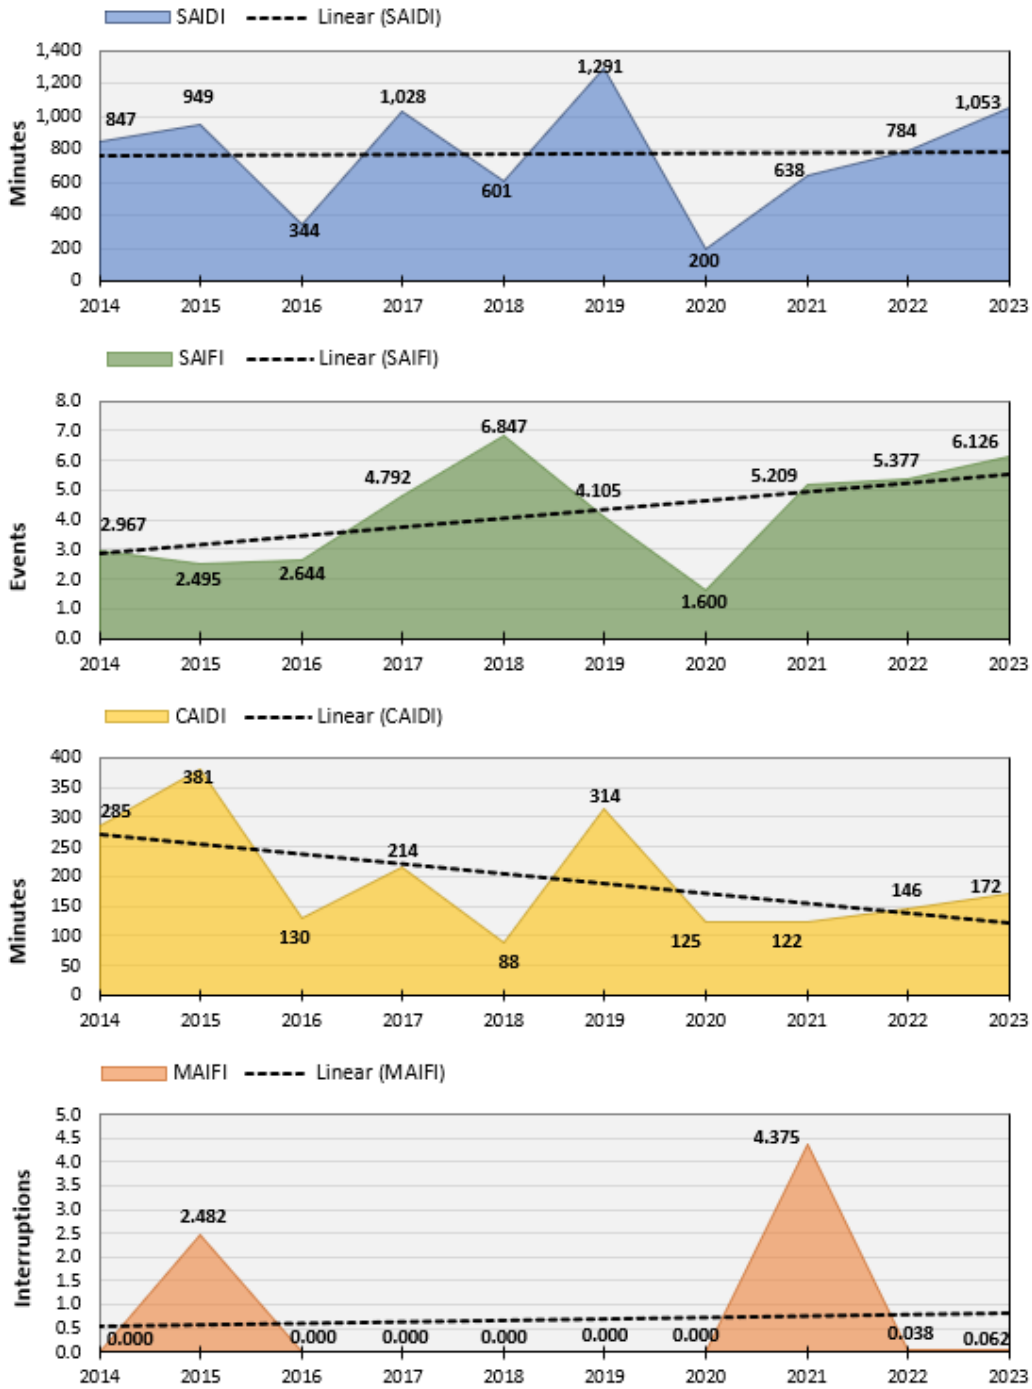 SAIDI Linear (SAIDI)
Minutes
1,400
1,200
1,000
800
600
400
200
0
847 949 344 1,028 601 1,291 200 638 784 1,053
2014 2015 2016 2017 2018 2019 2020 2021 2022 2023
SAIFI Linear (SAIFI)
Events
8.0
7.0
6.0
5.0
4.0
3.0
2.0
1.0
0.0
2.967 2.495 2.644 4.792 6.847 4.105 1.600 5.209 5.377 6.126
2014 2015 2016 2017 2018 2019 2020 2021 2022 2023
CAIDI Linear (CAIDI)
Minutes
400
350
300
250
200
150
100
50
0
285 381 130 214 88 314 125 122 146 172
2014 2015 2016 2017 2018 2019 2020 2021 2022 2023
MAIFI Linear (MAIFI)
Interruptions
5.0
4.5
4.0
3.5
3.0
2.5
2.0
1.5
1.0
0.5
0.0
0.000 2.482 0.000 0.000 0.000 0.000 0.000 4.375 0.038 0.062
2014 2015 2016 2017 2018 2019 2020 2021 2022 2023